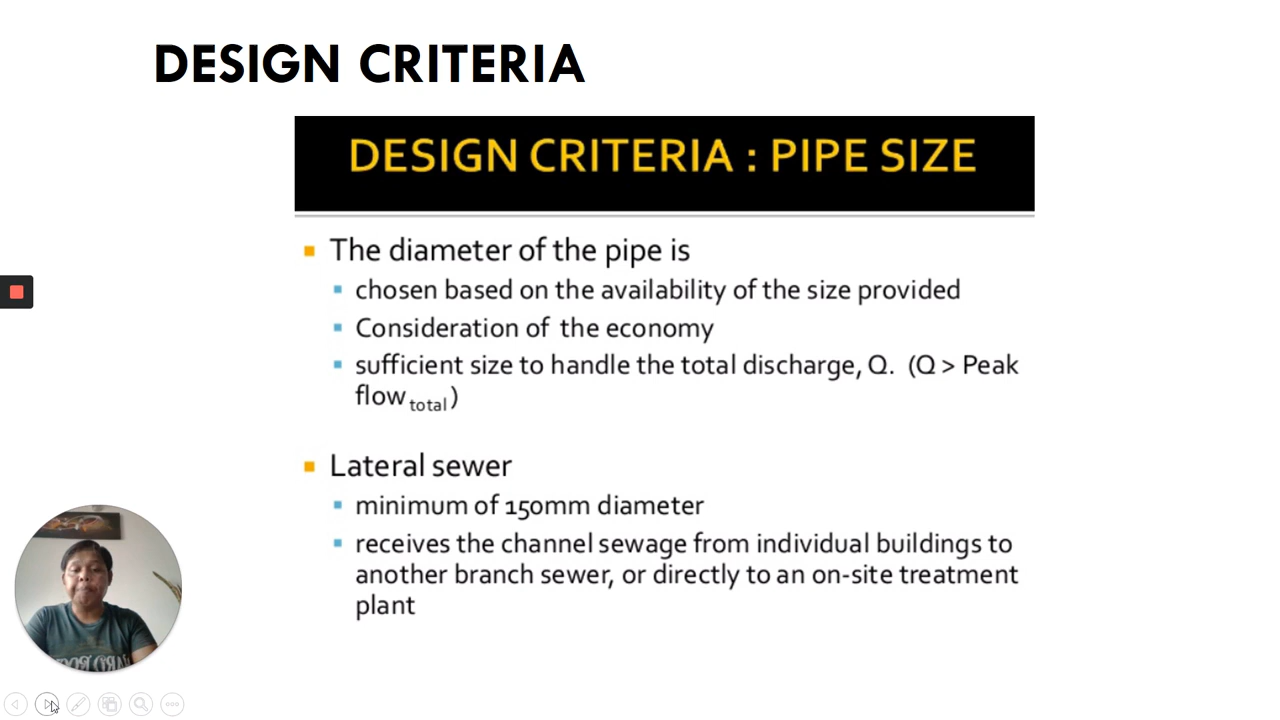 DESIGN CRITERIA
DESIGN CRITERIA : PIPE SIZE
The diameter of the pipe is
chosen based on the availability of the size provided
Consideration of the economy
sufficient size to handle the total discharge, Q. (Q > Peak
flow total)
Lateral sewer
minimum of 150mm diameter
receives the channel sewage from individual buildings to
another branch sewer, or directly to an on-site treatment
plant